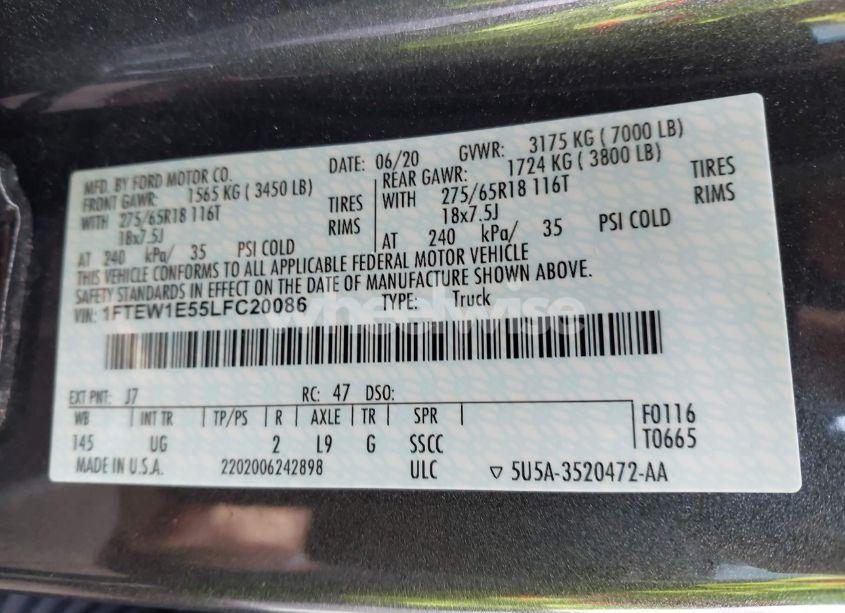 MFD. BY FORD MOTOR CO. DATE: 06/20 GVWR: 3175 KG ( 7000 LB)
FRONT GAWR: 1565 KG ( 3450 LB) REAR GAWR: 1724 KG ( 3800 LB)
WITH 275/65R18 116T TIRES WITH 275/65R18 116T TIRES
18x7.5J RIMS 18x7.5J RIMS
AT 240 kPa/ 35 PSI COLD AT 240 kPa/ 35 PSI COLD
THIS VEHICLE CONFORMS TO ALL APPLICABLE FEDERAL MOTOR VEHICLE
SAFETY STANDARDS IN EFFECT ON THE DATE OF MANUFACTURE SHOWN ABOVE.
VIN: 1FTEW1E55LFC20086 TYPE: Truck
wheelwise
EXT PNT: J7 RC: 47 DSO:
WB INT TR TP/PS R AXLE TR SPR F0116
145 UG 2 L9 G SSCC T0665
MADE IN U.S.A. 2202006242898 ULC ▽ 5U5A-3520472-AA